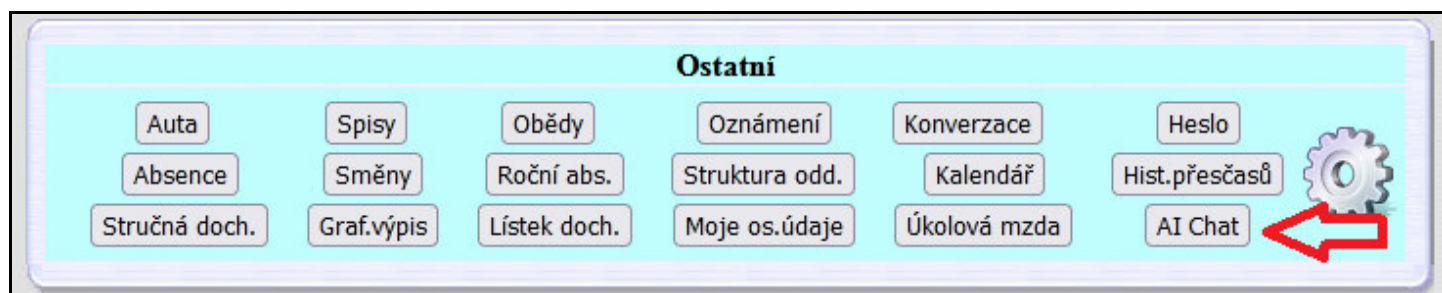 Ostatní
Auta Spisy Obědy Oznámení Konverzace Heslo
Absence Směny Roční abs. Struktura odd. Kalendář Hist.přesčasů
Stručná doch. Graf.výpis Lístek doch. Moje os.údaje Úkolová mzda AI Chat